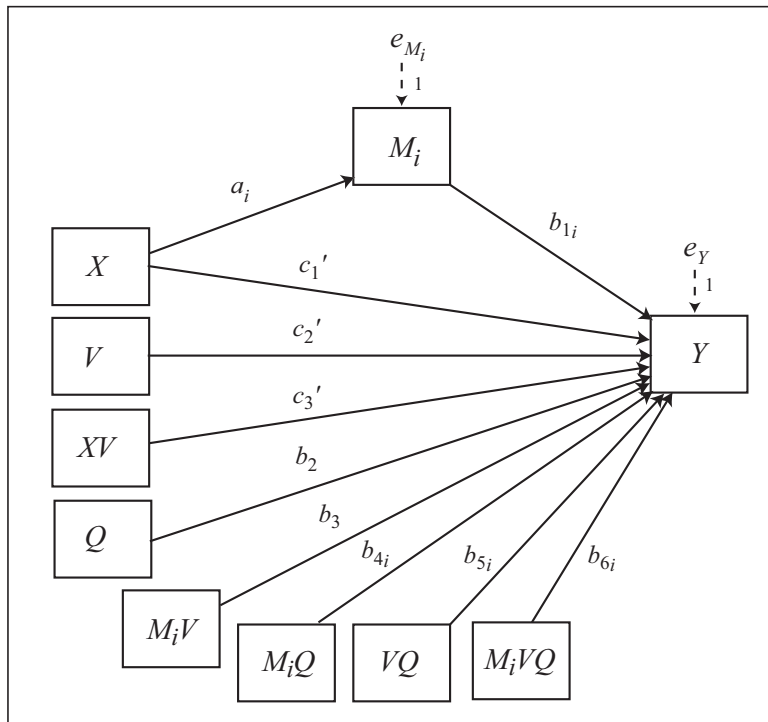 e_{M_i}
1
M_i
a_i
b_{1i}
X
c_1'
e_Y
1
Y
V
c_2'
XV
c_3'
b_2
Q
b_3
b_{4i}
b_{5i}
b_{6i}
M_iV
M_iQ
VQ
M_iVQ